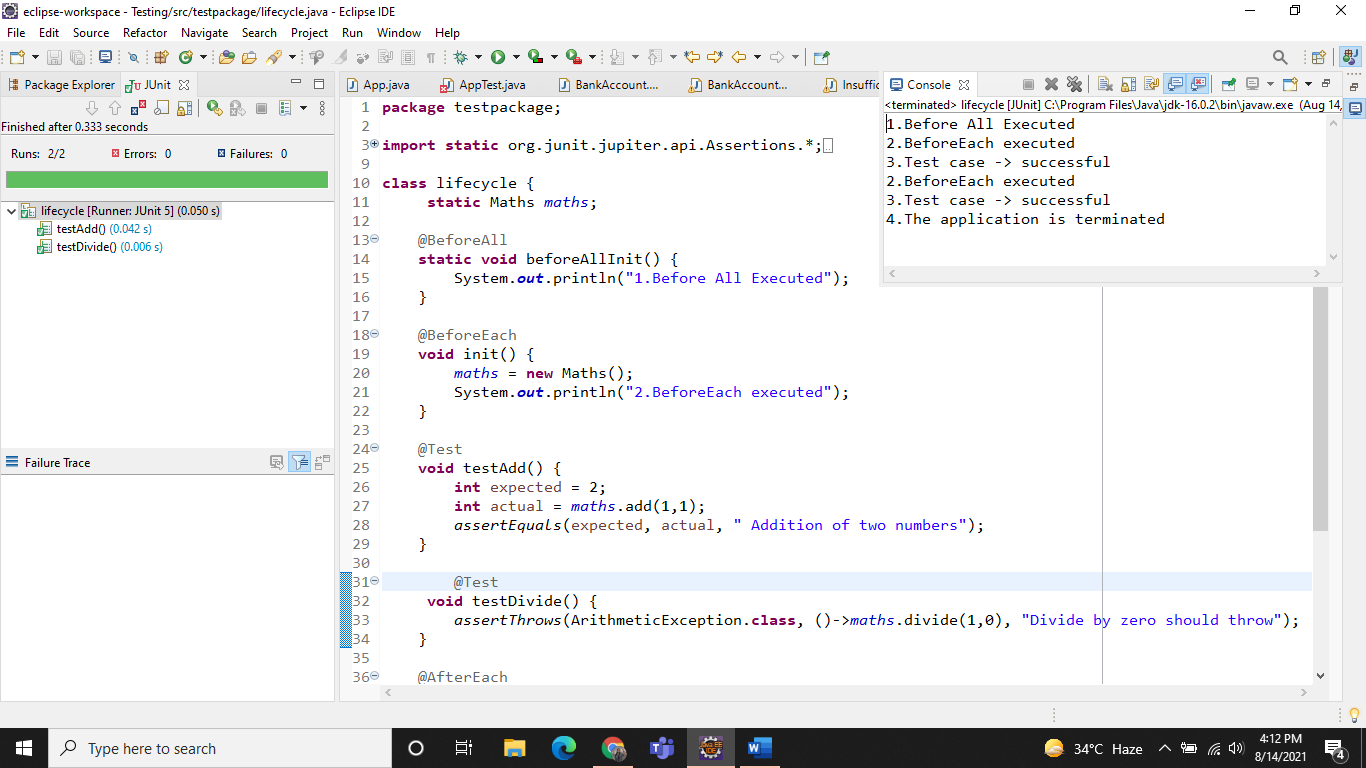 eclipse-workspace - Testing/src/testpackage/lifecycle.java - Eclipse IDE
File Edit Source Refactor Navigate Search Project Run Window Help
Package Explorer JUnit
Finished after 0.333 seconds
Runs: 2/2 Errors: 0 Failures: 0
lifecycle [Runner: JUnit 5] (0.050 s)
testAdd() (0.042 s)
testDivide() (0.006 s)
Failure Trace
App.java AppTest.java BankAccount.... BankAccount... Insuffic
1 package testpackage;
2
3 import static org.junit.jupiter.api.Assertions.*;
9
10 class lifecycle {
11 static Maths maths;
12
13 @BeforeAll
14 static void beforeAllInit() {
15 System.out.println("1.Before All Executed");
16 }
17
18 @BeforeEach
19 void init() {
20 maths = new Maths();
21 System.out.println("2.BeforeEach executed");
22 }
23
24 @Test
25 void testAdd() {
26 int expected = 2;
27 int actual = maths.add(1,1);
28 assertEquals(expected, actual, " Addition of two numbers");
29 }
30
31 @Test
32 void testDivide() {
33 assertThrows(ArithmeticException.class, ()->maths.divide(1,0), "Divide by zero should throw");
34 }
35
36 @AfterEach
Console
<terminated> lifecycle [JUnit] C:\Program Files\Java\jdk-16.0.2\bin\javaw.exe (Aug 14,
1.Before All Executed
2.BeforeEach executed
3.Test case -> successful
2.BeforeEach executed
3.Test case -> successful
4.The application is terminated
Type here to search
34°C Haze
4:12 PM
8/14/2021
4